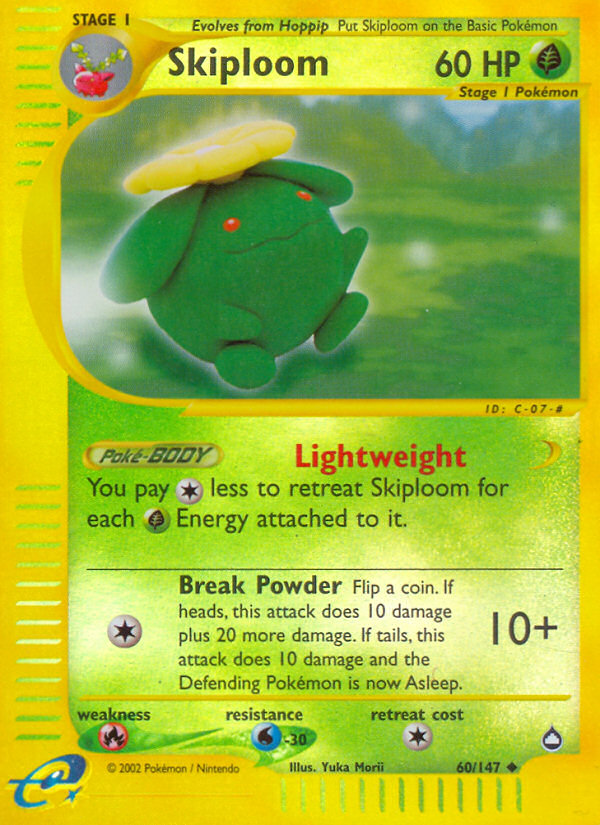 STAGE 1
Evolves from Hoppip Put Skiploom on the Basic Pokémon
Skiploom 60 HP
Stage 1 Pokémon
ID: C-07-#
Poké-BODY Lightweight
You pay less to retreat Skiploom for
each Energy attached to it.
Break Powder Flip a coin. If
heads, this attack does 10 damage
plus 20 more damage. If tails, this
attack does 10 damage and the
Defending Pokémon is now Asleep.
10+
weakness resistance retreat cost
-30
© 2002 Pokémon / Nintendo Illus. Yuka Morii 60/147
e